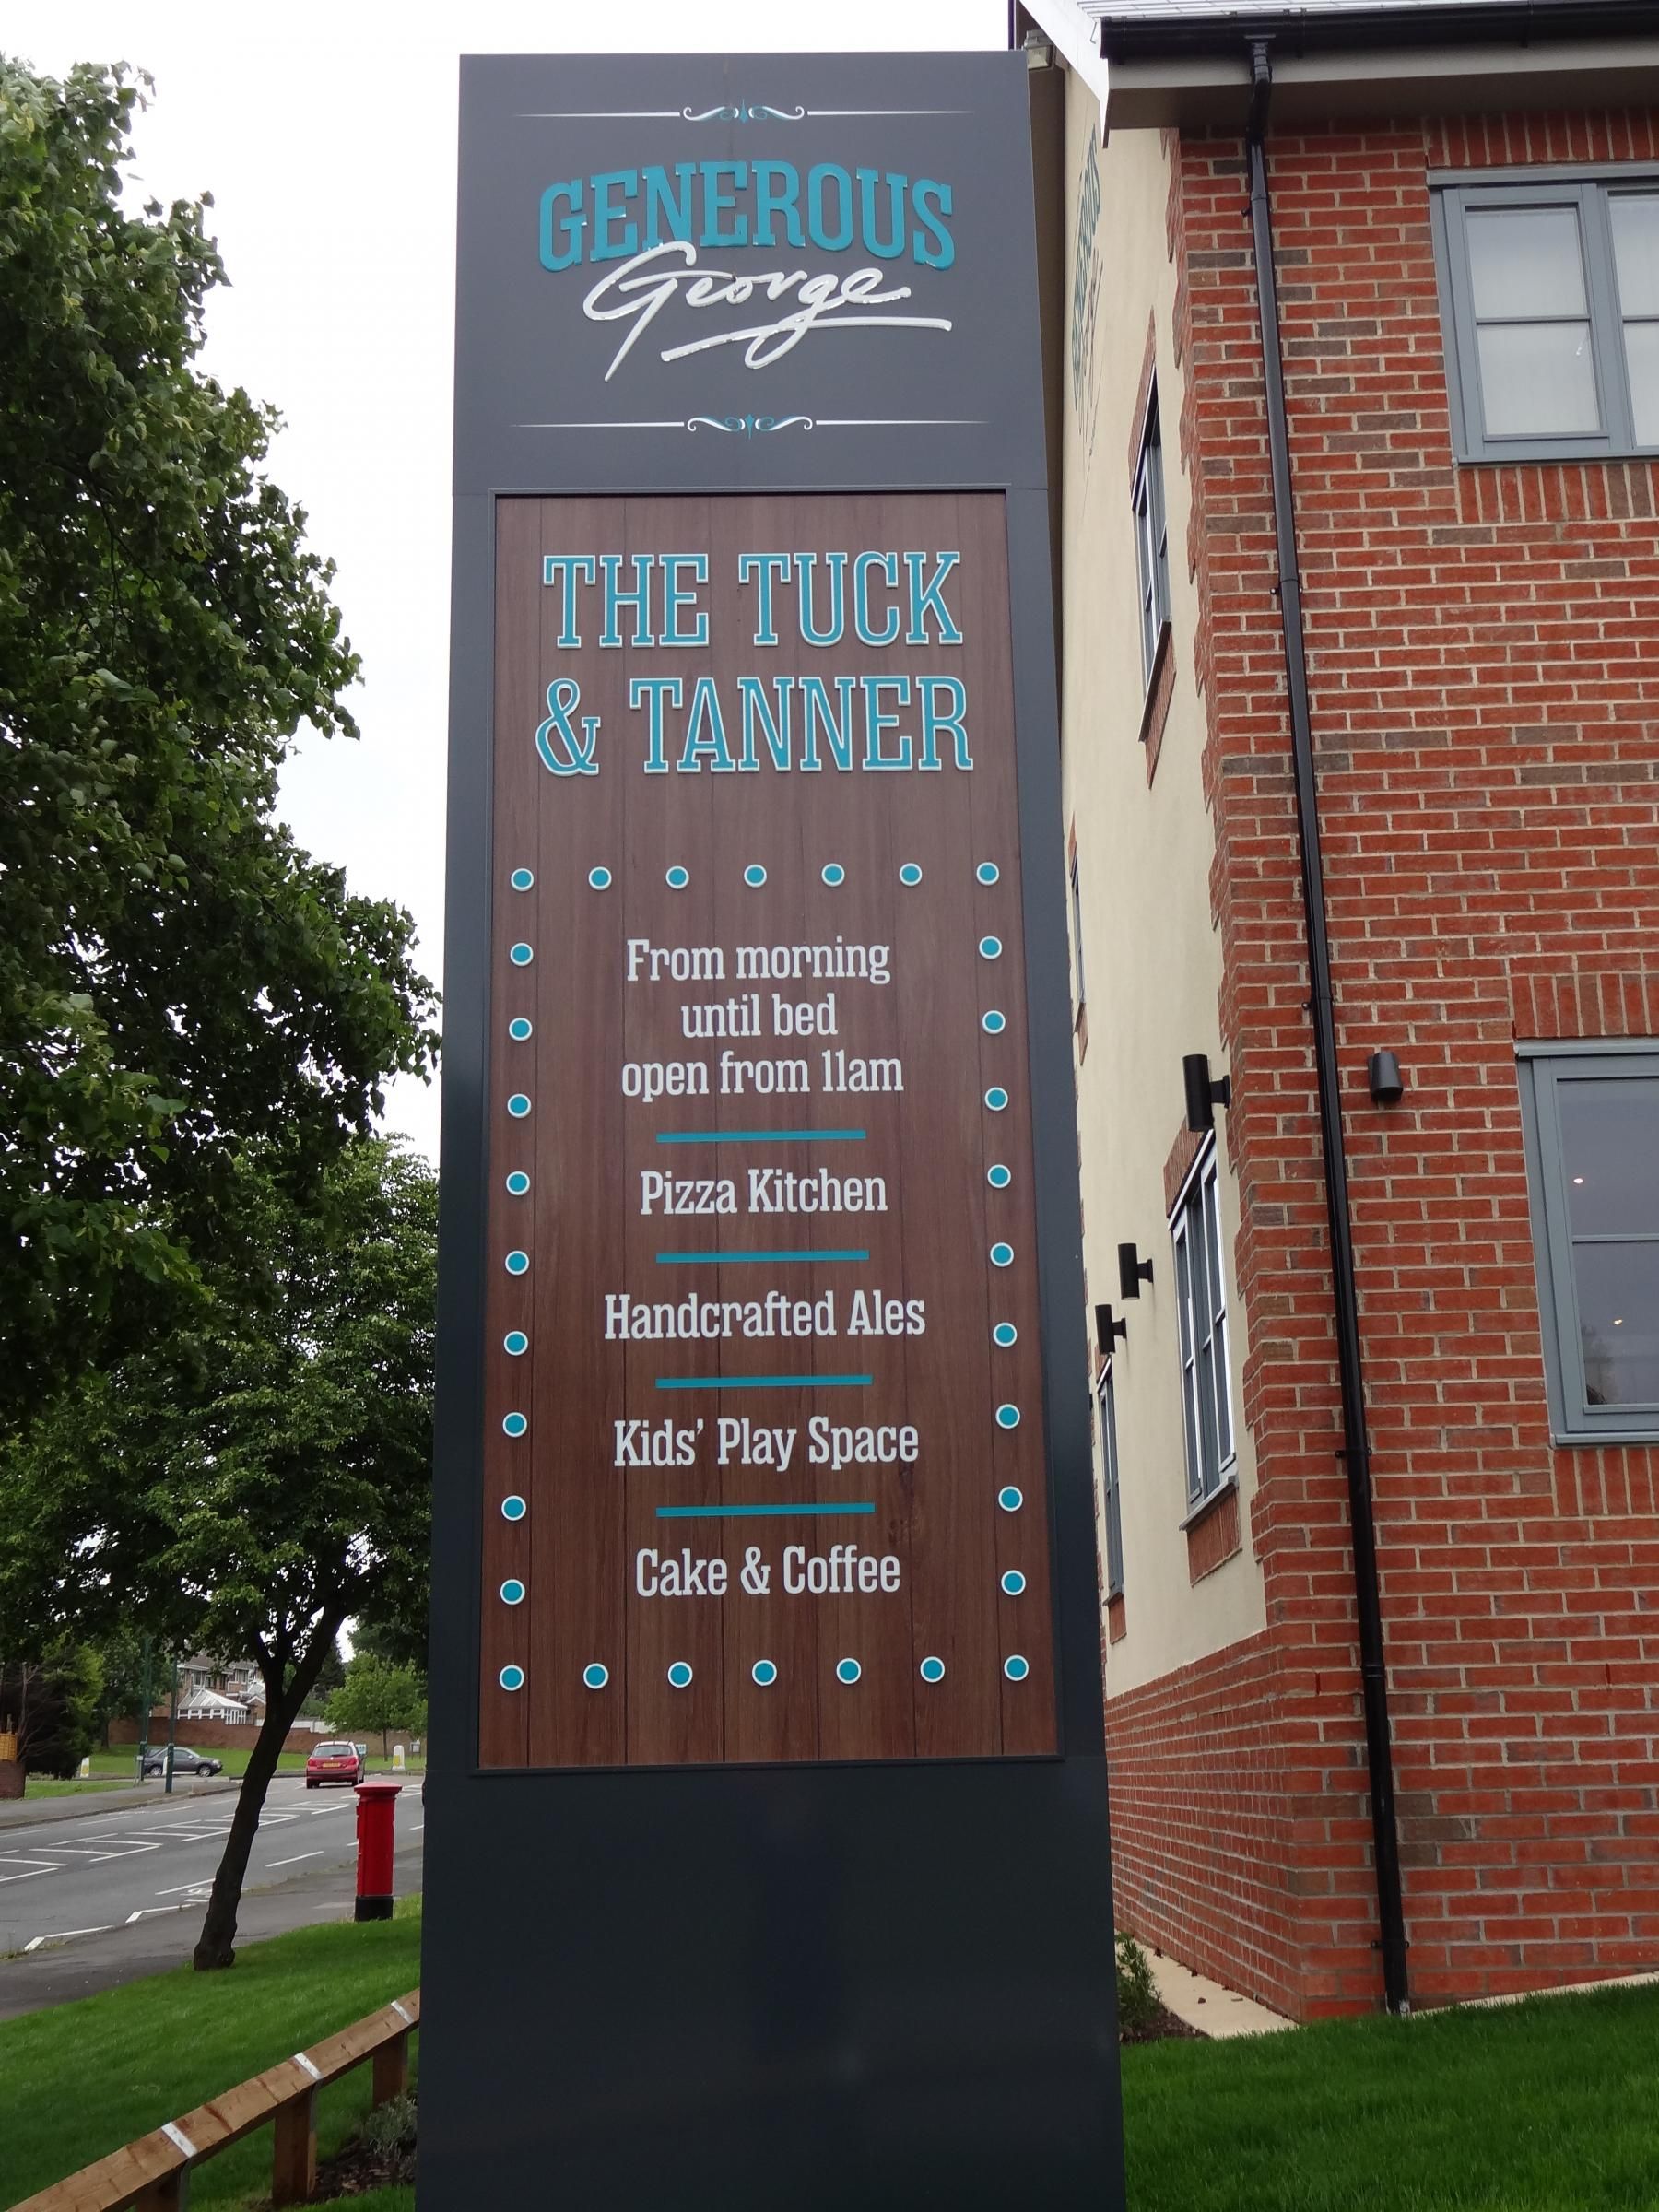 GENEROUS
George
THE TUCK
& TANNER
From morning
until bed
open from 11am
Pizza Kitchen
Handcrafted Ales
Kids' Play Space
Cake & Coffee